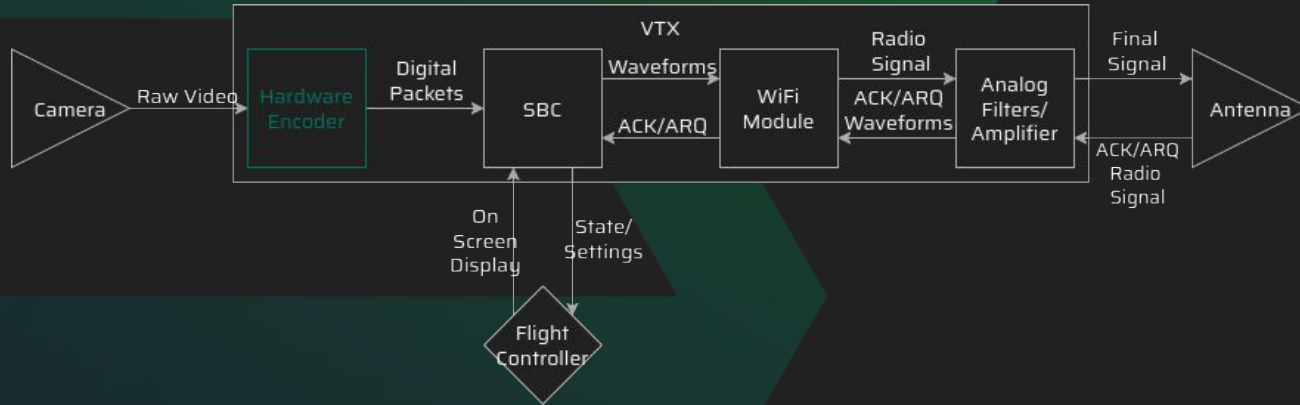 VTX
Camera
Raw Video
Hardware
Encoder
Digital
Packets
SBC
Waveforms
ACK/ARQ
WiFi
Module
Radio
Signal
ACK/ARQ
Waveforms
Analog
Filters/
Amplifier
Final
Signal
ACK/ARQ
Radio
Signal
Antenna
On
Screen
Display
State/
Settings
Flight
Controller